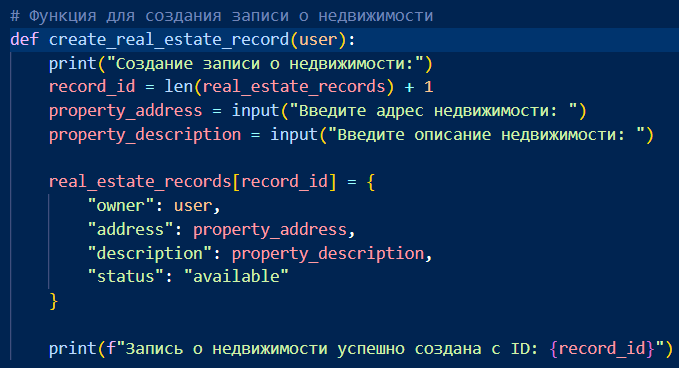 # Функция для создания записи о недвижимости
def create_real_estate_record(user):
    print("Создание записи о недвижимости:")
    record_id = len(real_estate_records) + 1
    property_address = input("Введите адрес недвижимости: ")
    property_description = input("Введите описание недвижимости: ")

    real_estate_records[record_id] = {
        "owner": user,
        "address": property_address,
        "description": property_description,
        "status": "available"
    }

    print(f"Запись о недвижимости успешно создана с ID: {record_id}")